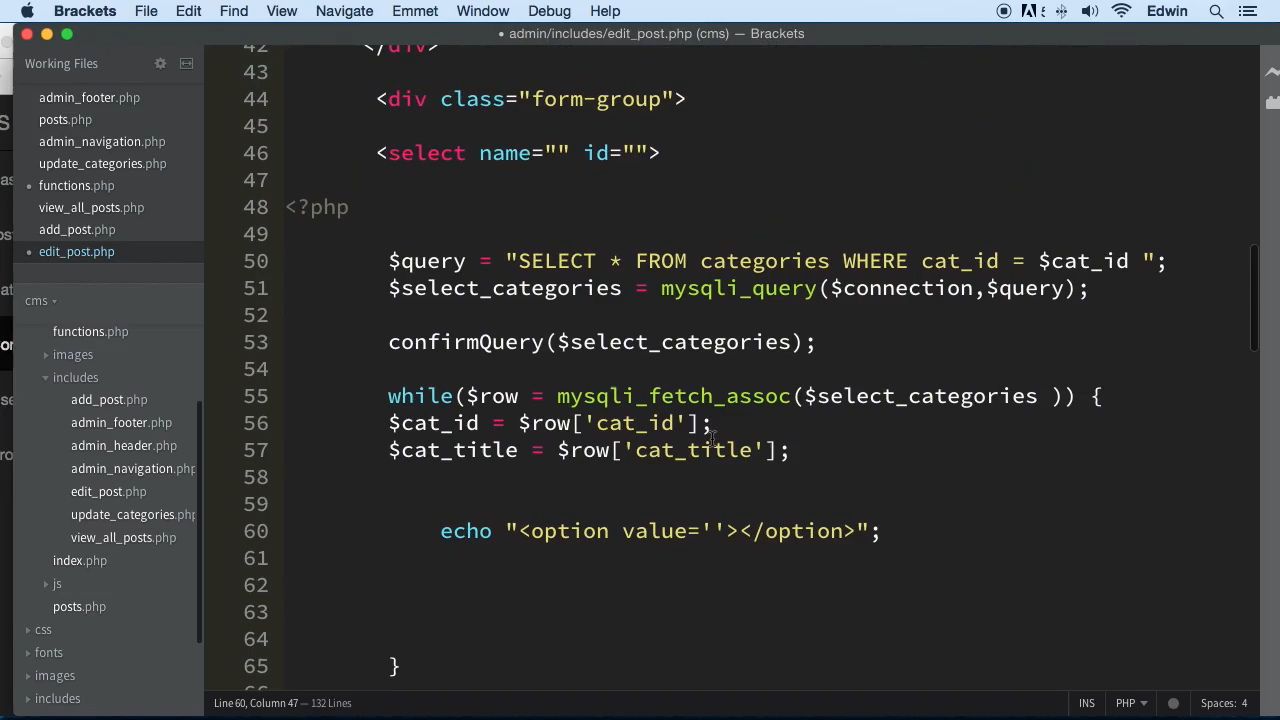 Brackets File Edit Find View Navigate Emmet Window Debug Help Edwin
• admin/includes/edit_post.php (cms) — Brackets
Working Files
admin_footer.php
posts.php
admin_navigation.php
update_categories.php
functions.php
view_all_posts.php
add_post.php
edit_post.php
cms
functions.php
images
includes
add_post.php
admin_footer.php
admin_header.php
admin_navigation.php
edit_post.php
update_categories.php
view_all_posts.php
index.php
js
posts.php
css
fonts
images
includes
42 </div>
43
44 <div class="form-group">
45
46 <select name="" id="">
47
48 <?php
49
50 $query = "SELECT * FROM categories WHERE cat_id = $cat_id ";
51 $select_categories = mysqli_query($connection,$query);
52
53 confirmQuery($select_categories);
54
55 while($row = mysqli_fetch_assoc($select_categories )) {
56 $cat_id = $row['cat_id'];
57 $cat_title = $row['cat_title'];
58
59
60 echo "<option value=''></option>";
61
62
63
64
65 }
Line 60, Column 47 — 132 Lines INS PHP Spaces: 4